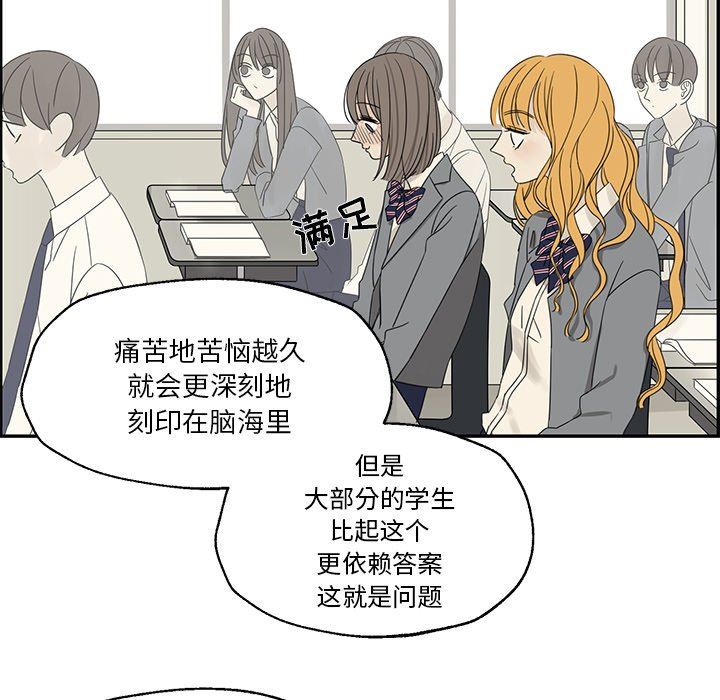 满足
痛苦地苦恼越久
就会更深刻地
刻印在脑海里
但是
大部分的学生
比起这个
更依赖答案
这就是问题